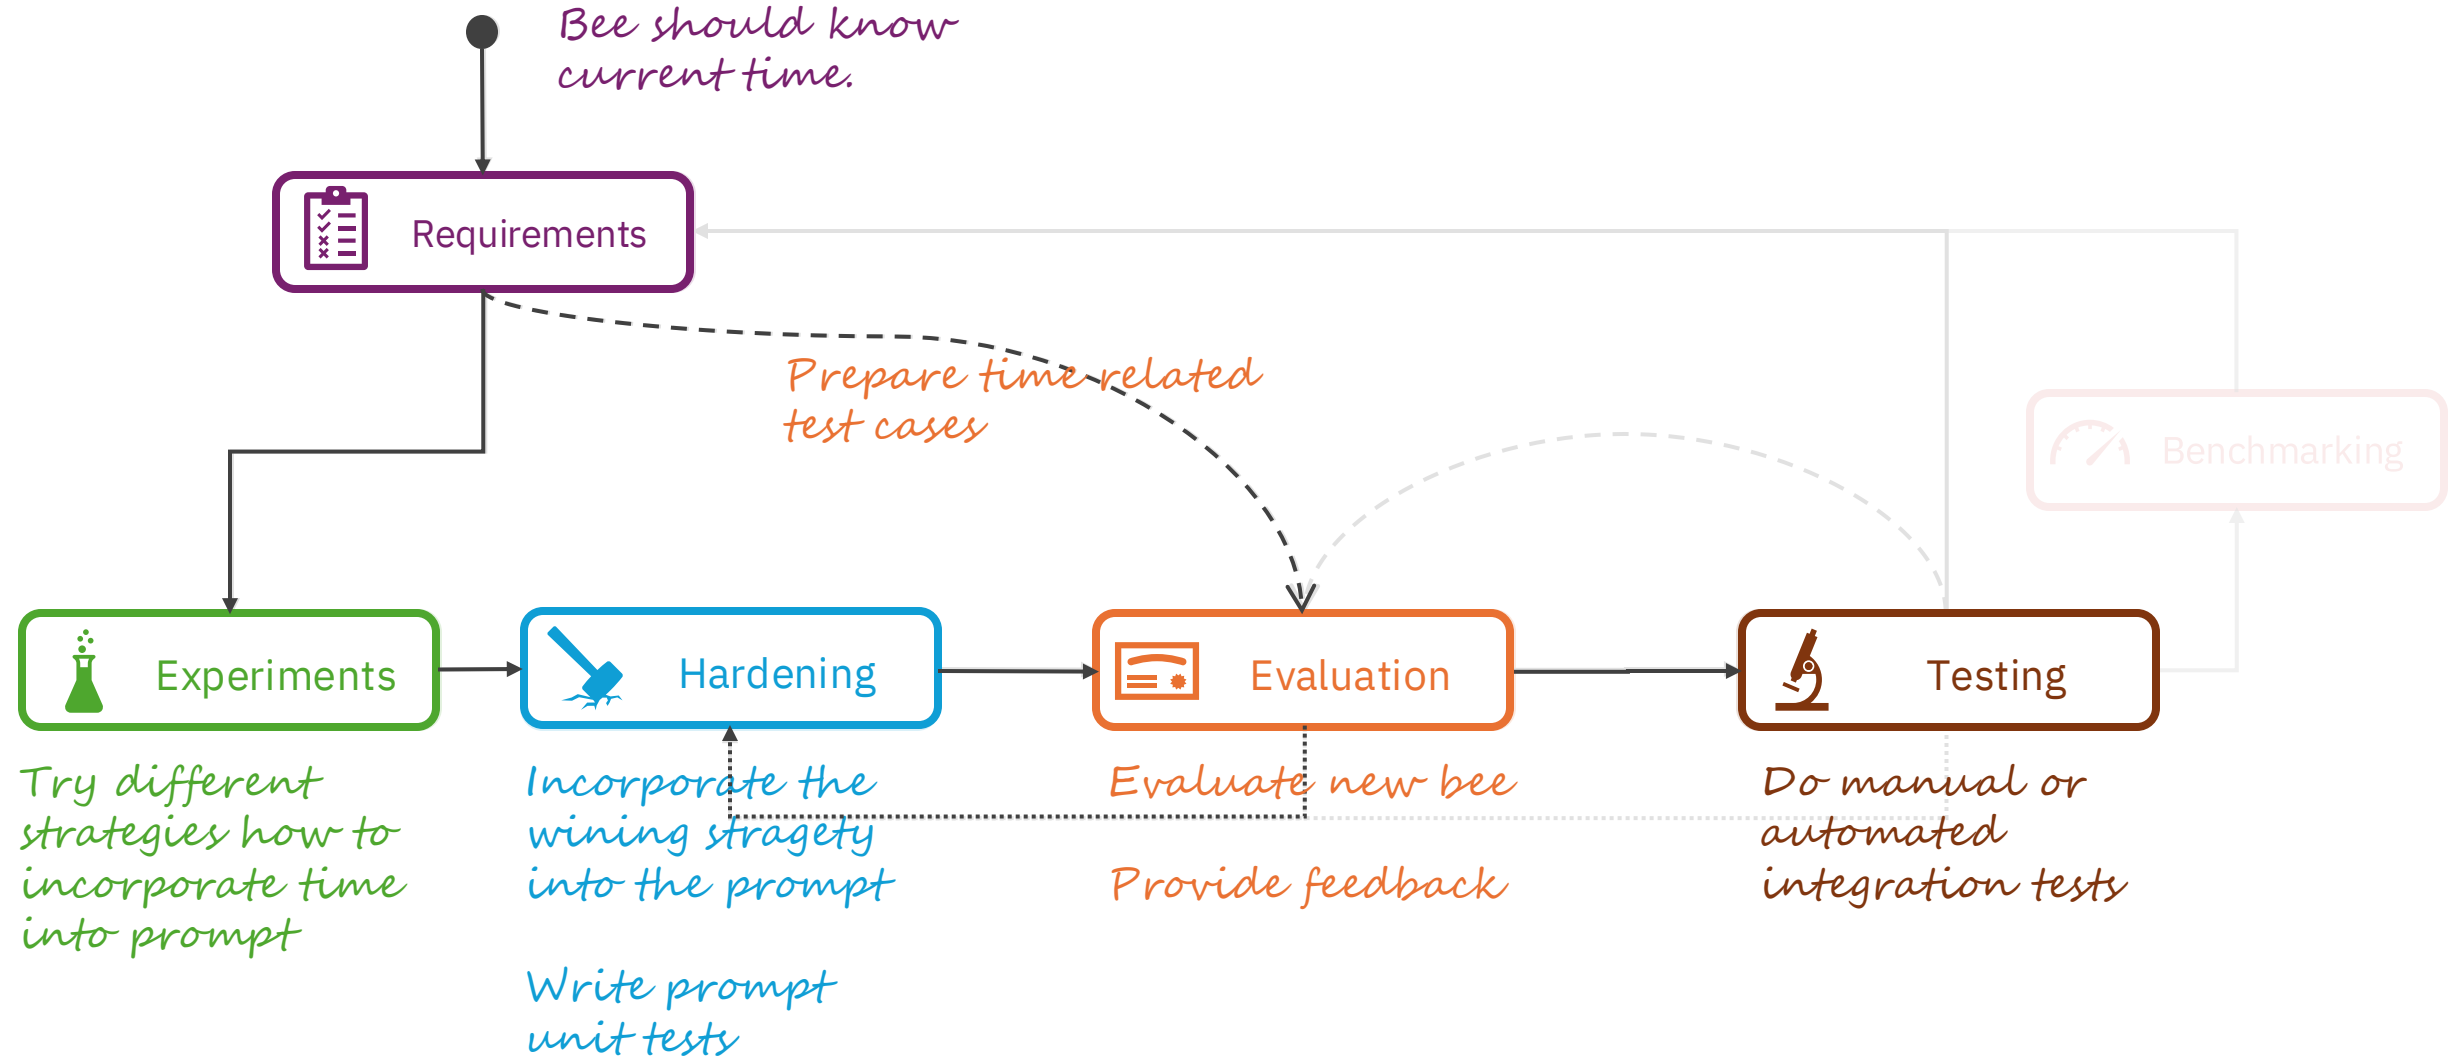 Bee should know
current time.
Requirements
Prepare time related
test cases
Benchmarking
Experiments
Hardening
Evaluation
Testing
Try different
strategies how to
incorporate time
into prompt
Incorporate the
wining stragety
into the prompt
Write prompt
unit tests
Evaluate new bee
Provide feedback
Do manual or
automated
integration tests